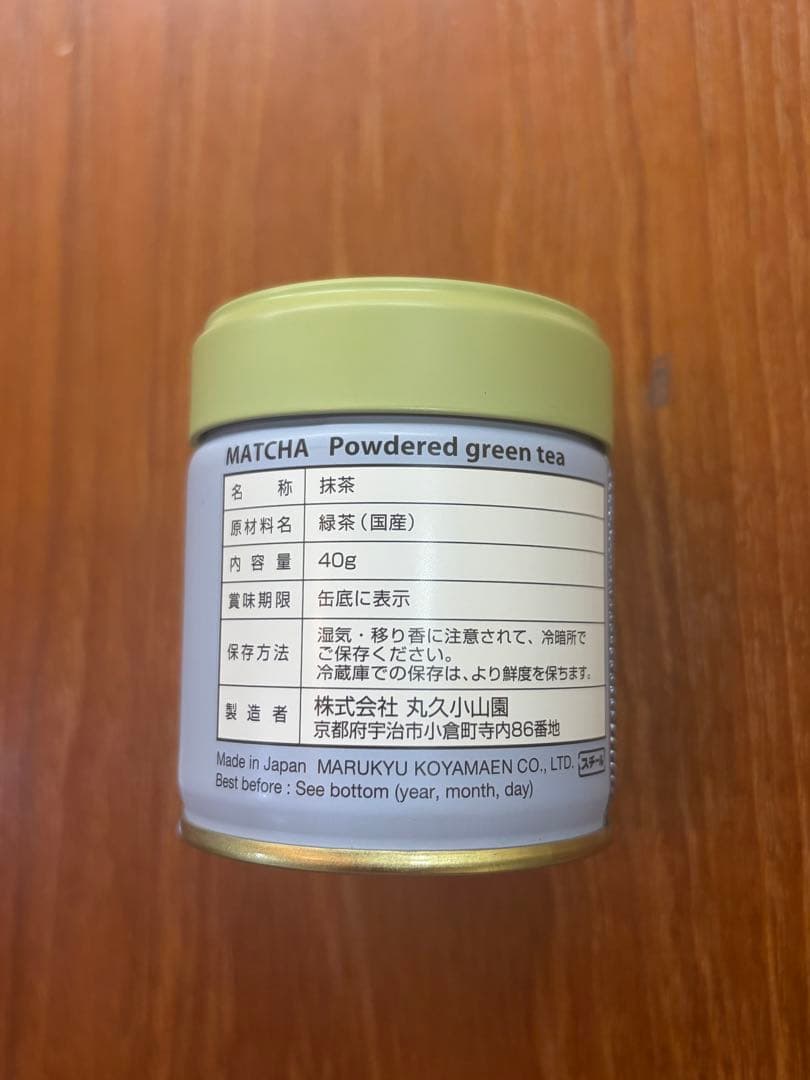 MATCHA Powdered green tea
名称 抹茶
原材料名 緑茶(国産)
内容量 40g
賞味期限 缶底に表示
保存方法 湿気・移り香に注意されて、冷暗所で
ご保存ください。
冷蔵庫での保存は、より鮮度を保ちます。
製造者 株式会社 丸久小山園
京都府宇治市小倉町寺内86番地
Made in Japan MARUKYU KOYAMAEN CO., LTD. スチール
Best before : See bottom (year, month, day)